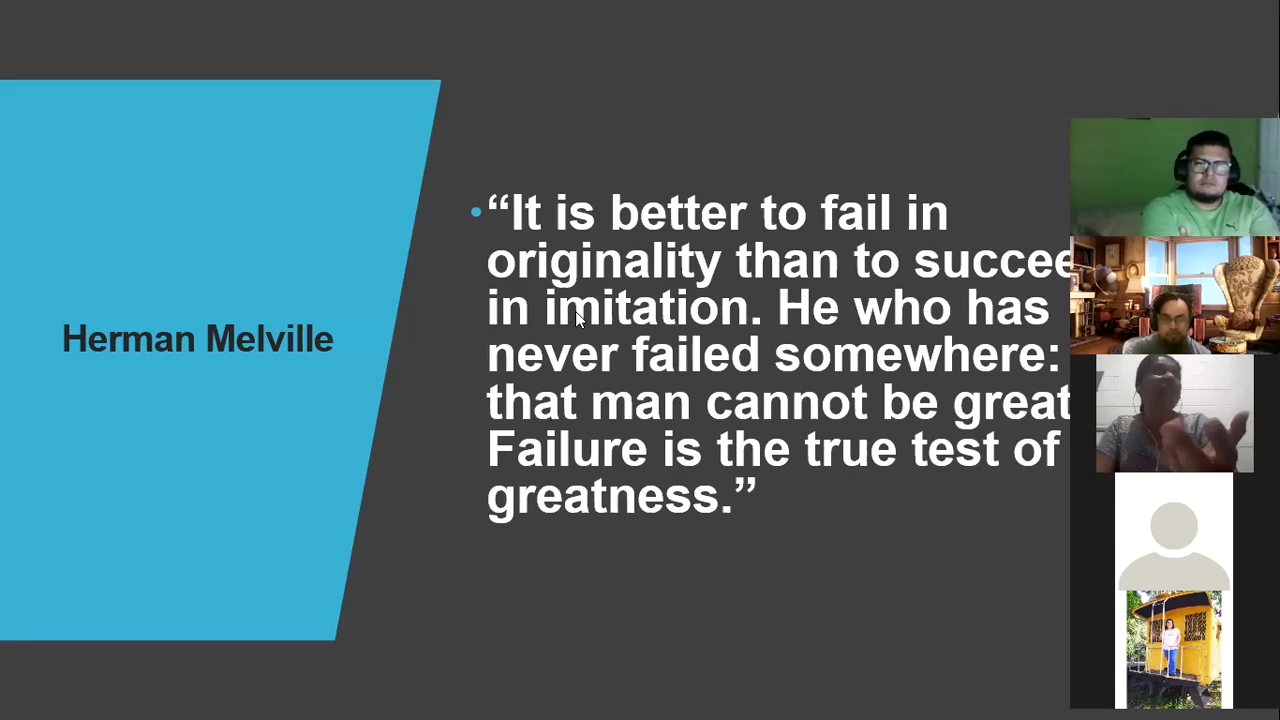 Herman Melville
“It is better to fail in
originality than to succee
in imitation. He who has
never failed somewhere:
that man cannot be great
Failure is the true test of
greatness.”